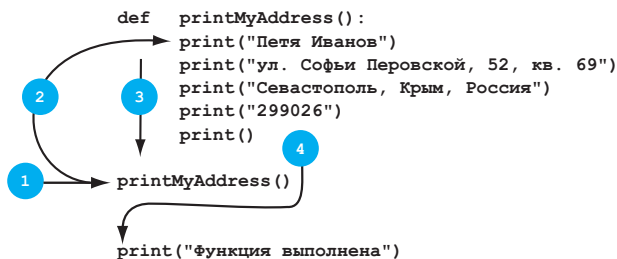 def printMyAddress():
print("Петя Иванов")
print("ул. Софьи Перовской, 52, кв. 69")
2
3
print("Севастополь, Крым, Россия")
print("299026")
print()
4
1
printMyAddress()
print("Функция выполнена")